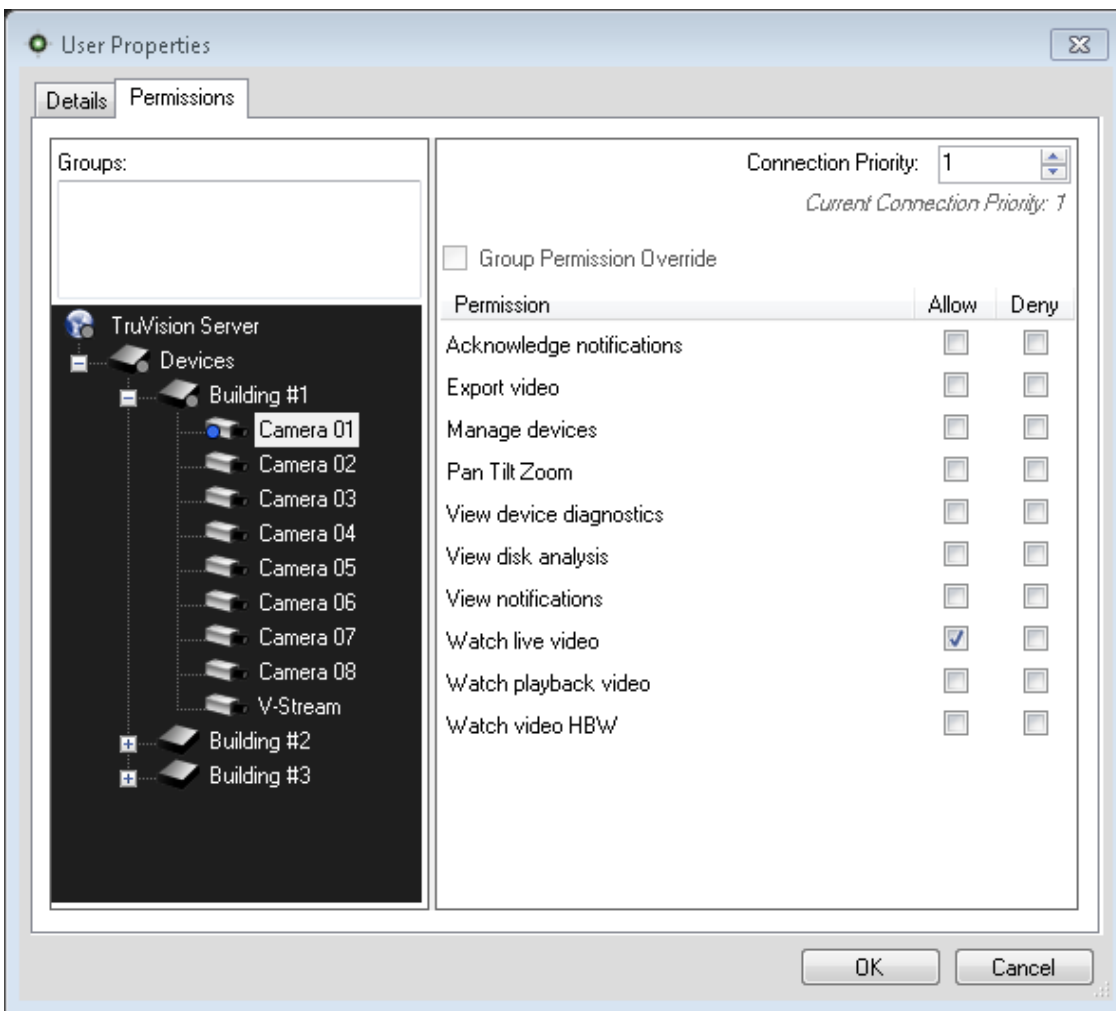 User Properties
Details
Permissions
Groups:
TruVision Server
Devices
Building #1
Camera 01
Camera 02
Camera 03
Camera 04
Camera 05
Camera 06
Camera 07
Camera 08
V-Stream
Building #2
Building #3
Connection Priority: 1
Current Connection Priority: 1
Group Permission Override
Permission Allow Deny
Acknowledge notifications
Export video
Manage devices
Pan Tilt Zoom
View device diagnostics
View disk analysis
View notifications
Watch live video
Watch playback video
Watch video HBW
OK
Cancel